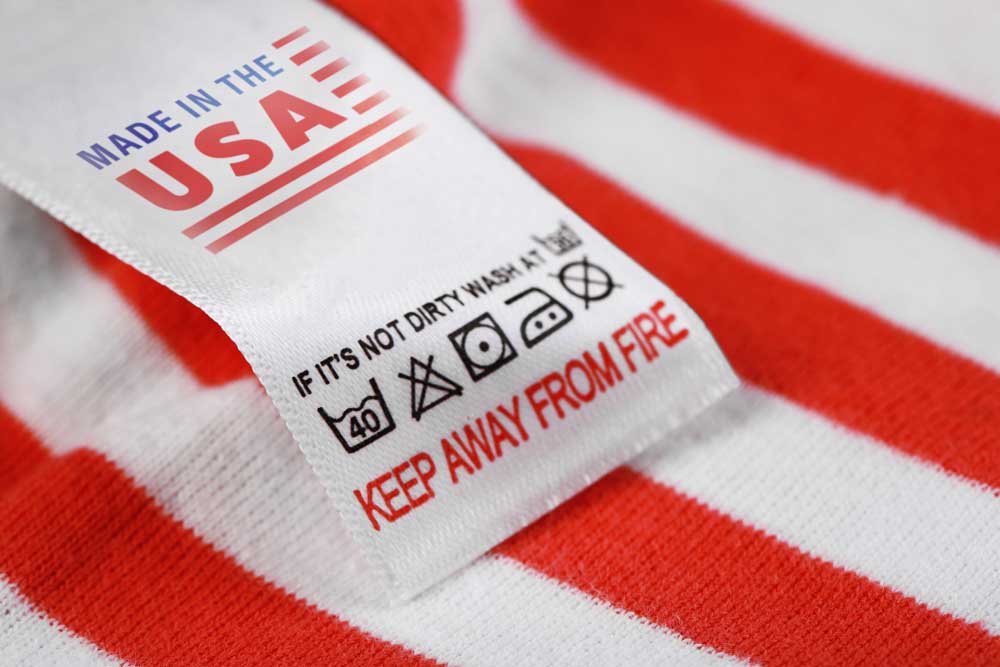 MADE IN THE
USA
IF IT'S NOT DIRTY WASH AT
40
KEEP AWAY FROM FIRE